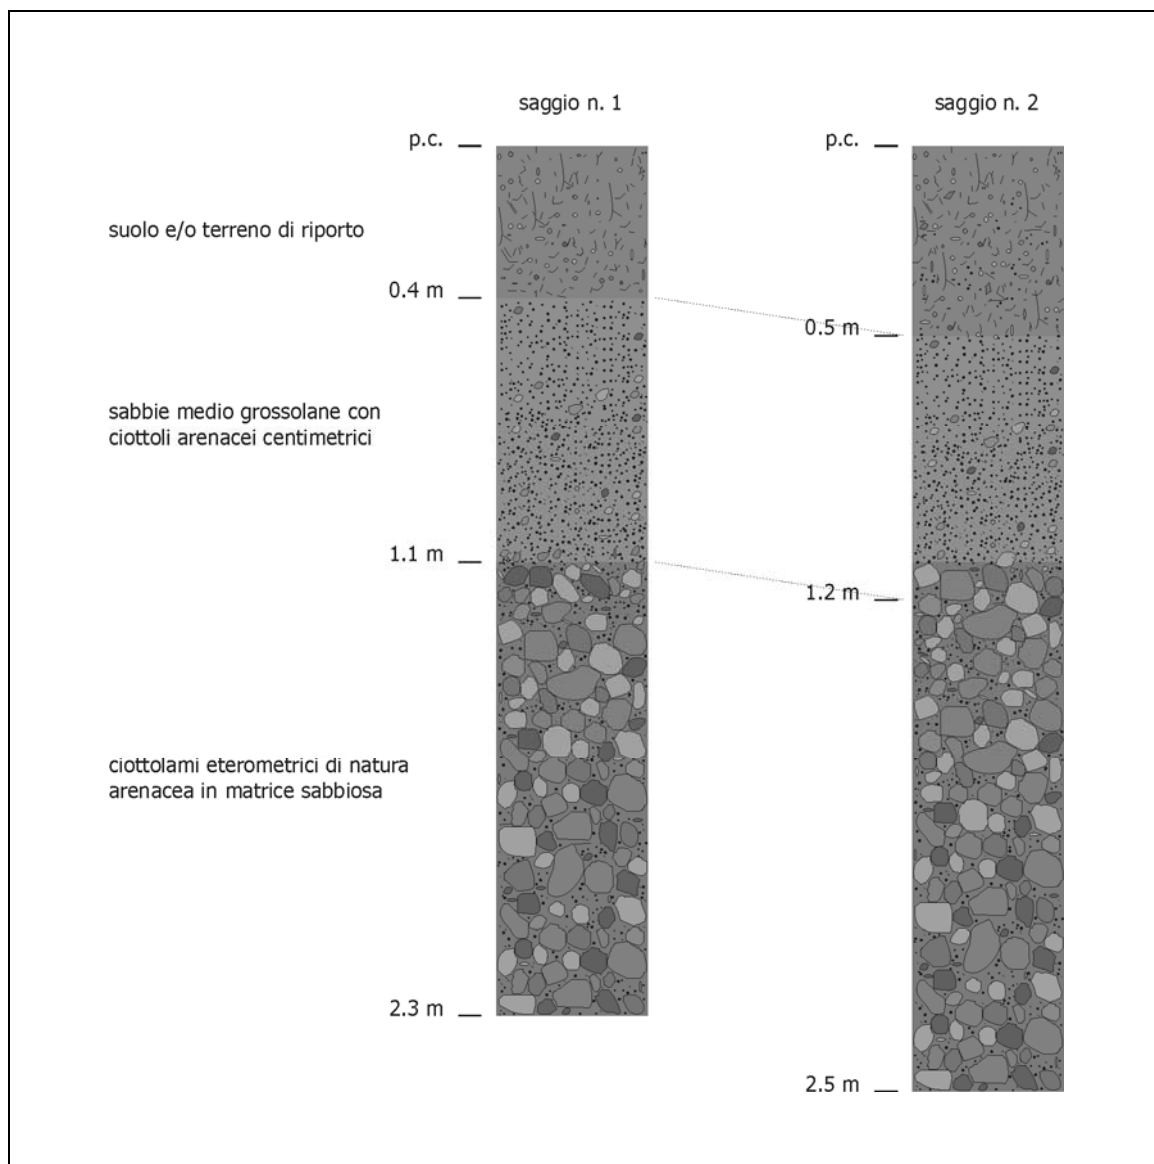 saggio n. 1
saggio n. 2
p.c.
p.c.
suolo e/o terreno di riporto
0.4 m
0.5 m
sabbie medio grossolane con
ciottoli arenacei centimetrici
1.1 m
1.2 m
ciottolami eterometrici di natura
arenacea in matrice sabbiosa
2.3 m
2.5 m